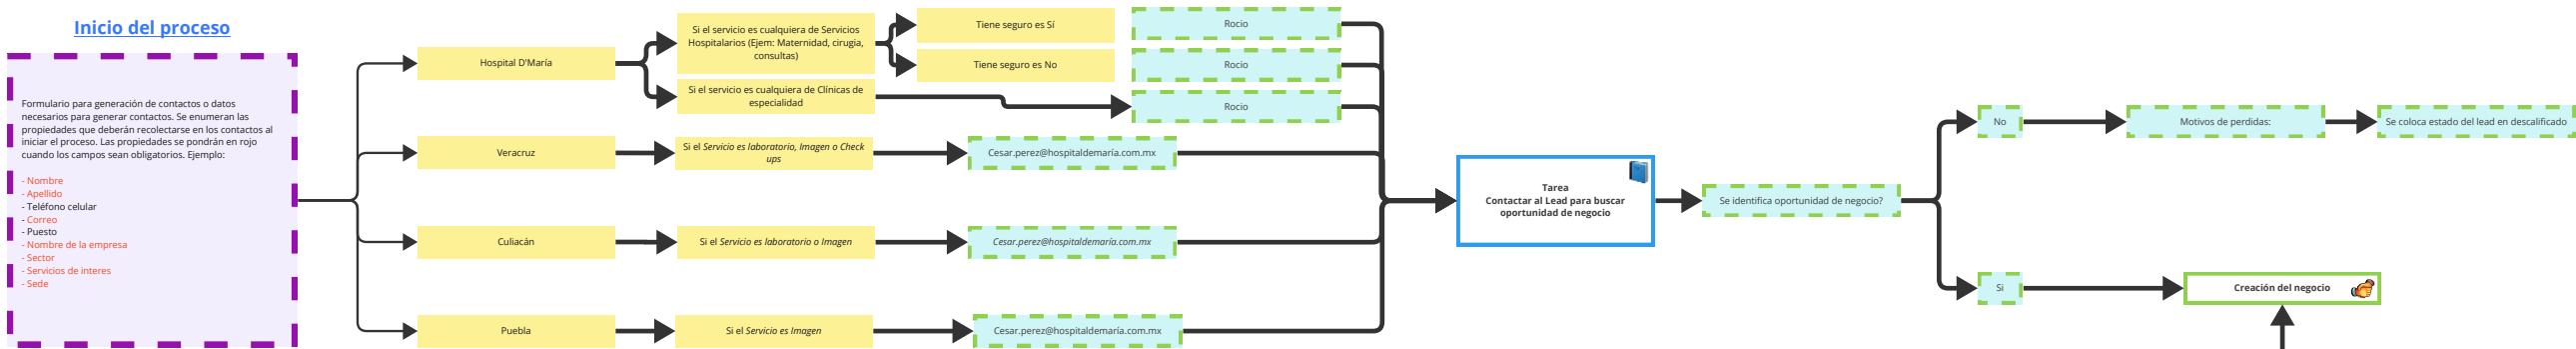 Inicio del proceso
Formulario para generación de contactos o datos
necesarios para generar contactos. Se enumeran las
propiedades que deberán recolectarse en los contactos al
iniciar el proceso. Las propiedades se pondrán en rojo
cuando los campos sean obligatorios. Ejemplo:
- Nombre
- Apellido
- Teléfono celular
- Correo
- Puesto
- Nombre de la empresa
- Sector
- Servicios de interes
- Sede
Hospital D'María
Si el servicio es cualquiera de Servicios
Hospitalarios (Ejem: Maternidad, cirugia,
consultas)
Tiene seguro es Sí
Rocio
Tiene seguro es No
Rocio
Si el servicio es cualquiera de Clínicas de
especialidad
Rocio
Veracruz
Si el Servicio es laboratorio, Imagen o Check
ups
Cesar.perez@hospitaldemaría.com.mx
Culiacán
Si el Servicio es laboratorio o Imagen
Cesar.perez@hospitaldemaría.com.mx
Puebla
Si el Servicio es Imagen
Cesar.perez@hospitaldemaría.com.mx
Tarea
Contactar al Lead para buscar
oportunidad de negocio
Se identifica oportunidad de negocio?
No
Motivos de perdidas:
Se coloca estado del lead en descalificado
Si
Creación del negocio